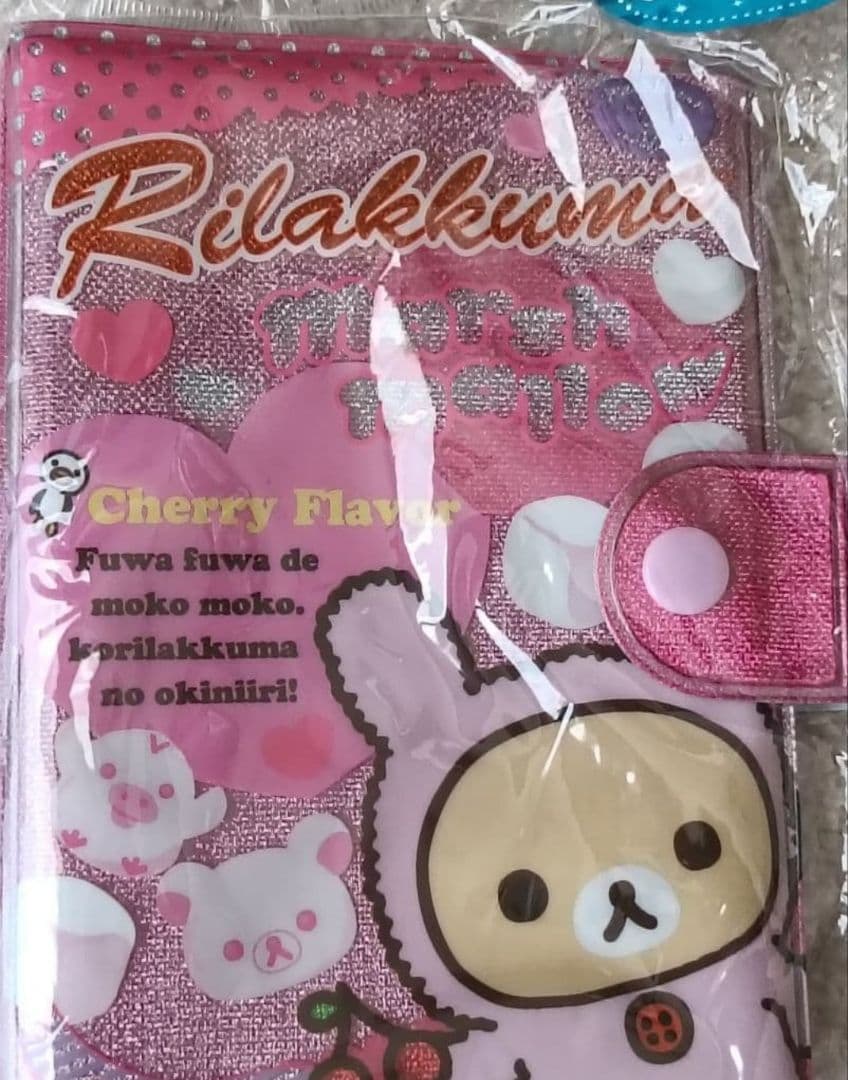 Rilakkuma
Marsh
mallow
Cherry Flavor
Fuwa fuwa de
moko moko.
korilakkuma
no okiniiri!